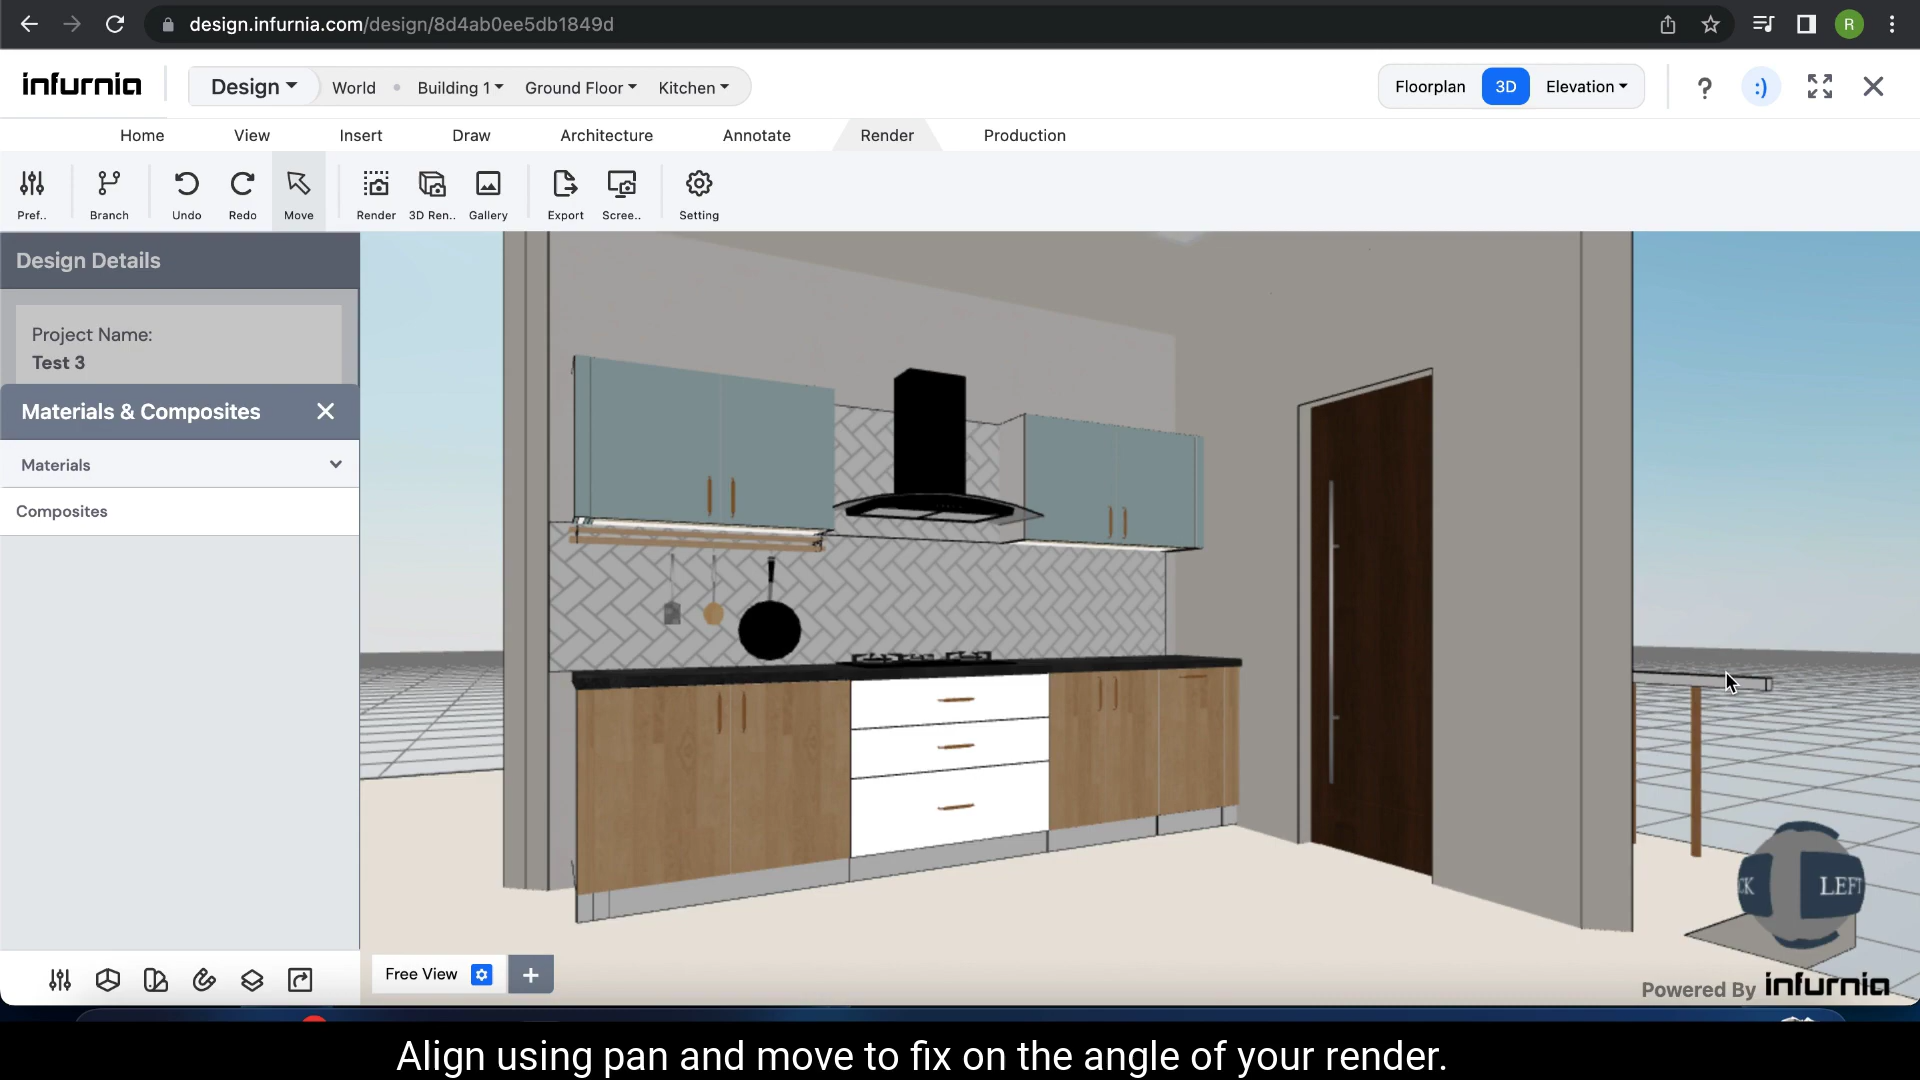 design.infurnia.com/design/8d4ab0ee5db1849d
R
infurnia
Design World Building 1 Ground Floor Kitchen
Floorplan 3D Elevation ? :)
Home View Insert Draw Architecture Annotate Render Production
Pref.. Branch Undo Redo Move Render 3D Ren.. Gallery Export Scree.. Setting
Design Details
Project Name:
Test 3
Materials & Composites
Materials
Composites
CK LEFT
Free View
Powered By infurnia
Align using pan and move to fix on the angle of your render.